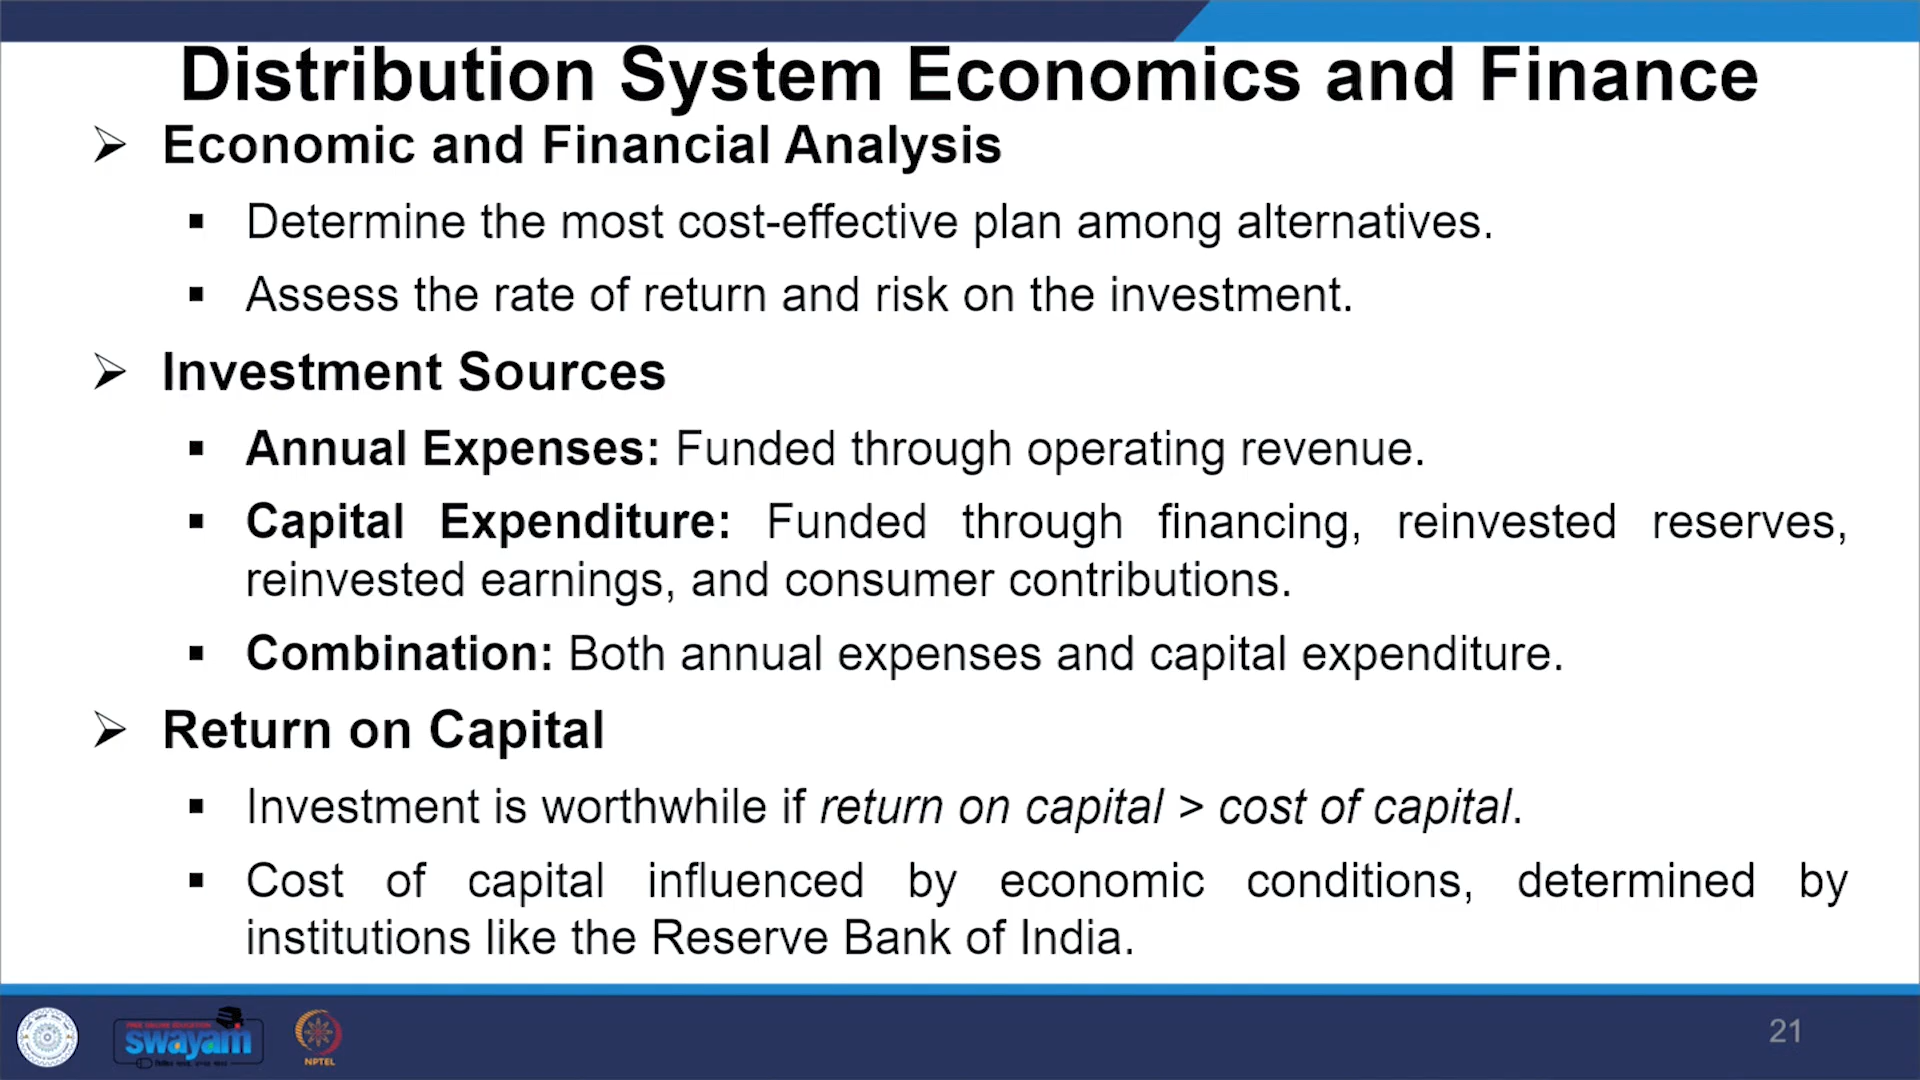 Distribution System Economics and Finance
➢ Economic and Financial Analysis
▪ Determine the most cost-effective plan among alternatives.
▪ Assess the rate of return and risk on the investment.
➢ Investment Sources
▪ Annual Expenses: Funded through operating revenue.
▪ Capital Expenditure: Funded through financing, reinvested reserves,
reinvested earnings, and consumer contributions.
▪ Combination: Both annual expenses and capital expenditure.
➢ Return on Capital
▪ Investment is worthwhile if return on capital > cost of capital.
▪ Cost of capital influenced by economic conditions, determined by
institutions like the Reserve Bank of India.
FREE ONLINE EDUCATION
swayam
NPTEL
21